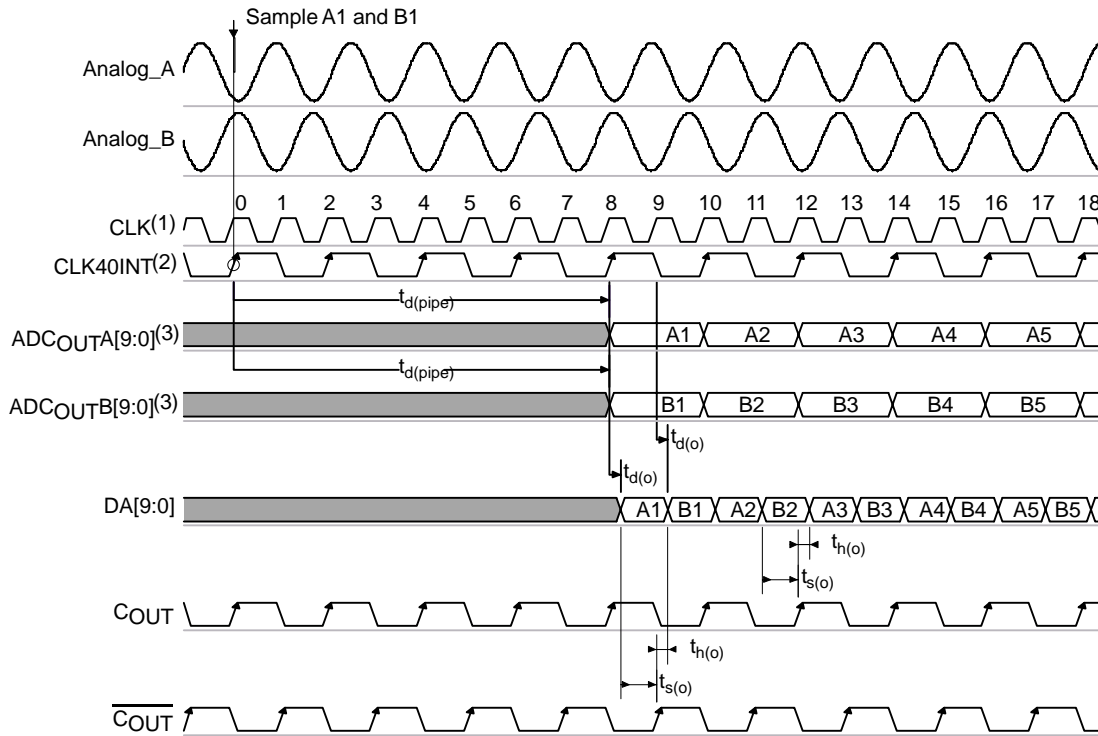 Sample A1 and B1
Analog_A
Analog_B
0 1 2 3 4 5 6 7 8 9 10 11 12 13 14 15 16 17 18
CLK(1)
CLK40INT(2)
td(pipe)
ADCOUTA[9:0](3) A1 A2 A3 A4 A5
td(pipe)
ADCOUTB[9:0](3) B1 B2 B3 B4 B5
td(o)
td(o)
DA[9:0] A1 B1 A2 B2 A3 B3 A4 B4 A5 B5
th(o)
ts(o)
COUT
th(o)
ts(o)
COUT